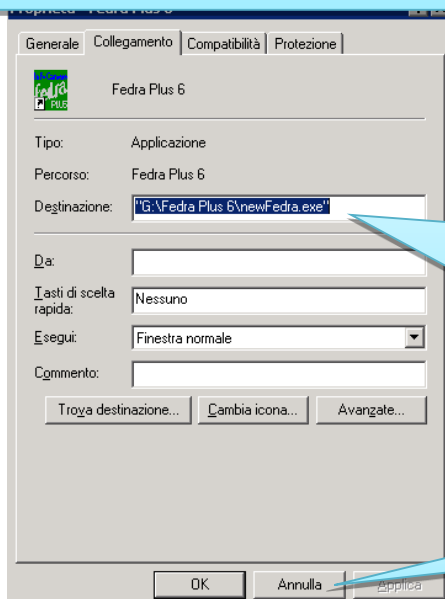 Proprietà - Fedra Plus 6
Generale Collegamento Compatibilità Protezione
fedra
PLUS
Fedra Plus 6
Tipo: Applicazione
Percorso: Fedra Plus 6
Destinazione: "G:\Fedra Plus 6\newFedra.exe"
Da:
Tasti di scelta rapida: Nessuno
Esegui: Finestra normale
Commento:
Trova destinazione... Cambia icona... Avanzate...
OK Annulla Applica